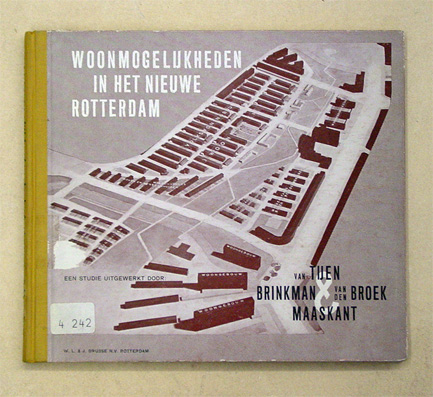 WOONMOGELIJKHEDEN
IN HET NIEUWE
ROTTERDAM
EEN STUDIE UITGEWERKT DOOR
VAN TIJEN
BRINKMAN & VAN DEN BROEK
MAASKANT
4 242
W. L. & J. BRUSSE N.V. ROTTERDAM